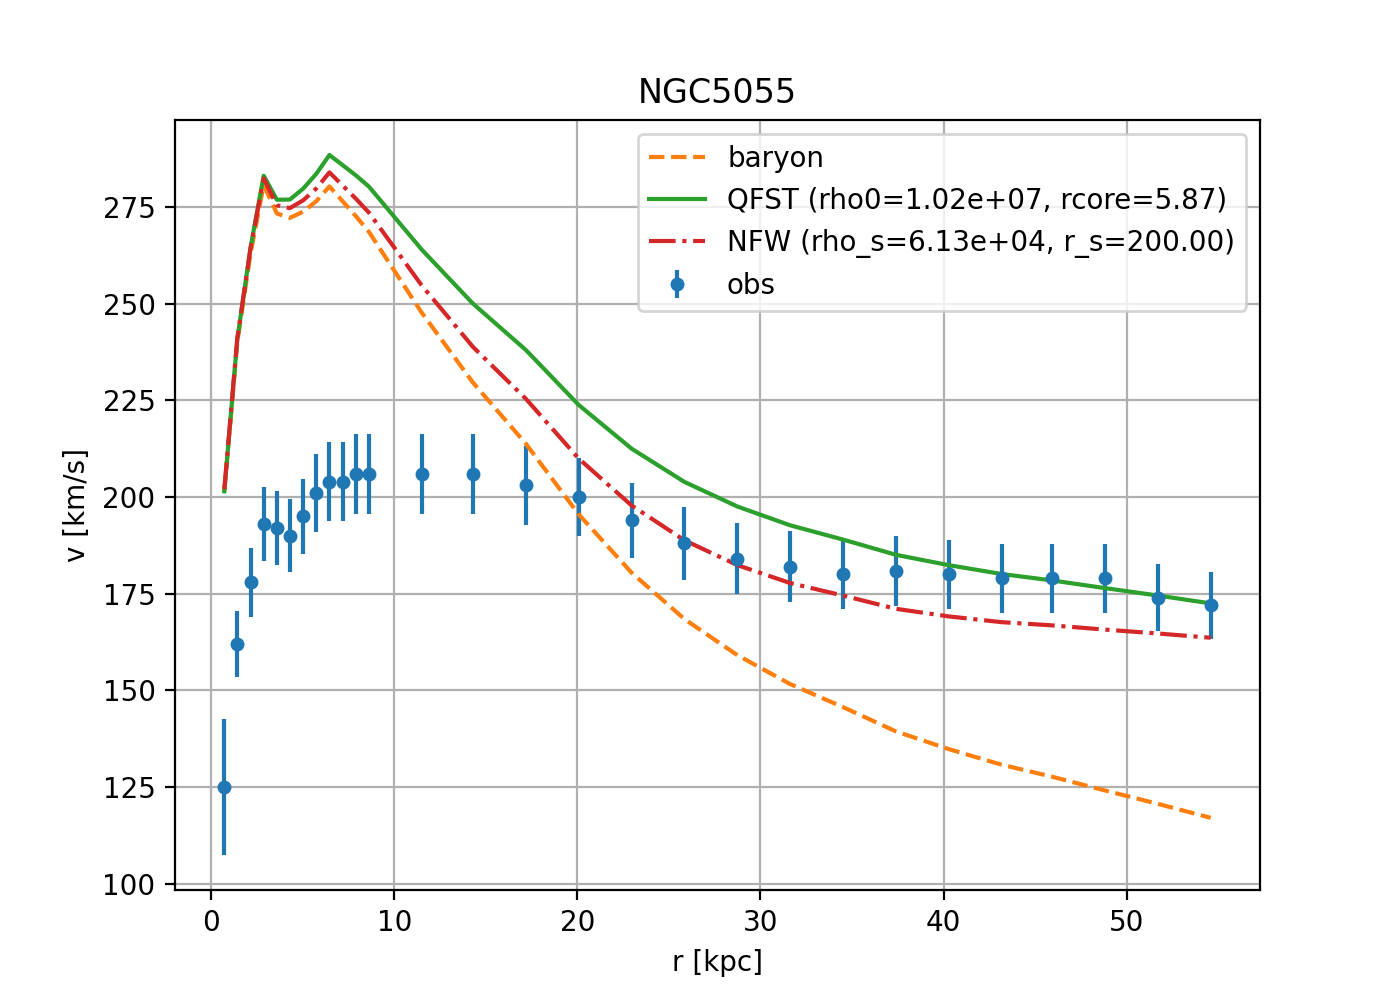 NGC5055
baryon
QFST (rho0=1.02e+07, rcore=5.87)
NFW (rho_s=6.13e+04, r_s=200.00)
obs
v [km/s]
275
250
225
200
175
150
125
100
0 10 20 30 40 50
r [kpc]